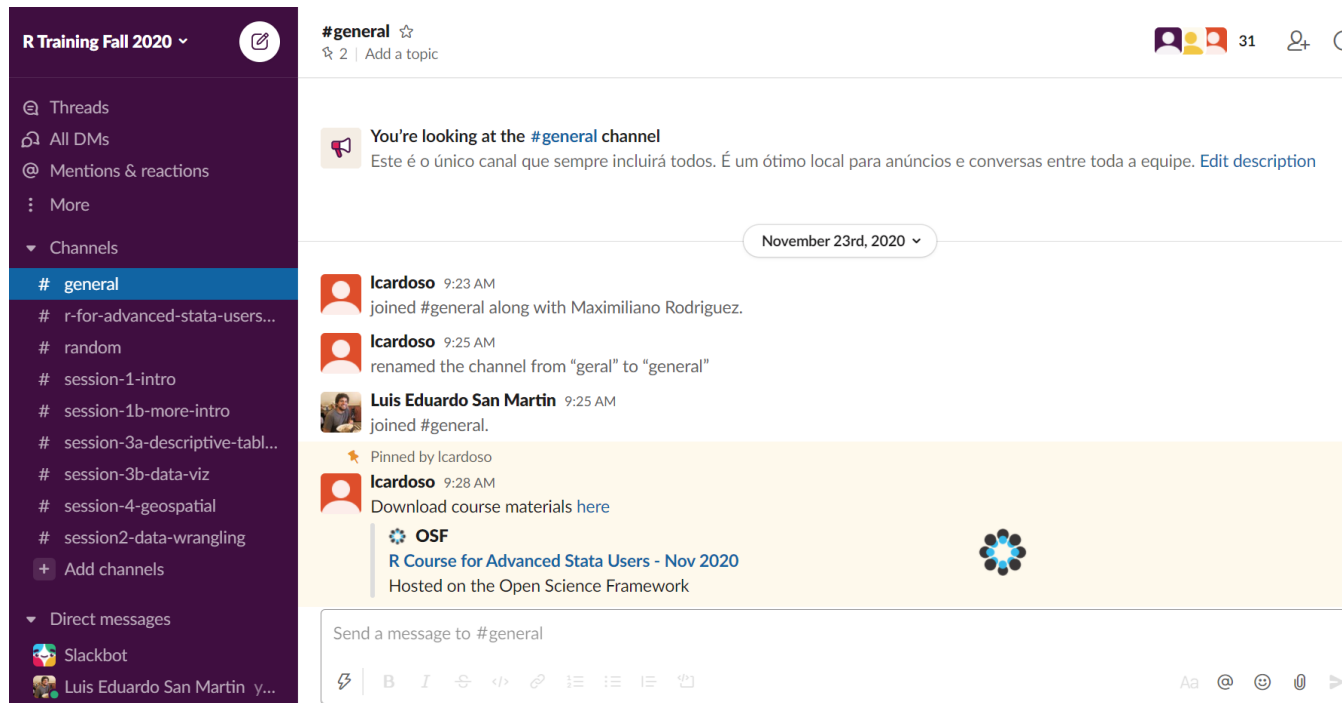 R Training Fall 2020
Threads
All DMs
Mentions & reactions
More
Channels
# general
# r-for-advanced-stata-users...
# random
# session-1-intro
# session-1b-more-intro
# session-3a-descriptive-tabl...
# session-3b-data-viz
# session-4-geospatial
# session2-data-wrangling
+ Add channels
Direct messages
Slackbot
Luis Eduardo San Martin y...
#general
2 | Add a topic
31
You're looking at the #general channel
Este é o único canal que sempre incluirá todos. É um ótimo local para anúncios e conversas entre toda a equipe. Edit description
November 23rd, 2020
lcardoso 9:23 AM
joined #general along with Maximiliano Rodriguez.
lcardoso 9:25 AM
renamed the channel from “geral” to “general”
Luis Eduardo San Martin 9:25 AM
joined #general.
Pinned by lcardoso
lcardoso 9:28 AM
Download course materials here
OSF
R Course for Advanced Stata Users - Nov 2020
Hosted on the Open Science Framework
Send a message to #general
B I S </> Aa @